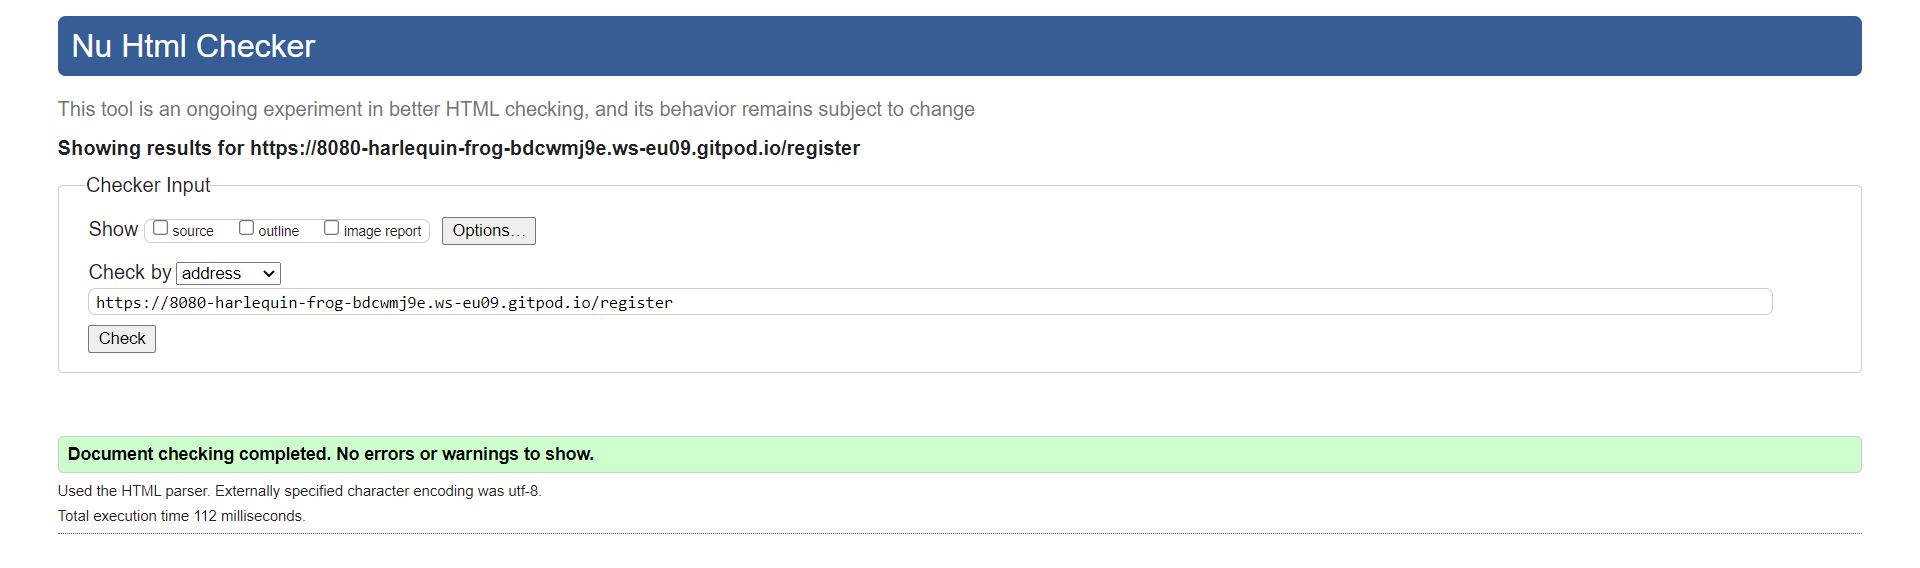 Nu Html Checker
This tool is an ongoing experiment in better HTML checking, and its behavior remains subject to change
Showing results for https://8080-harlequin-frog-bdcwmj9e.ws-eu09.gitpod.io/register
Checker Input
Show source outline image report Options...
Check by address
https://8080-harlequin-frog-bdcwmj9e.ws-eu09.gitpod.io/register
Check
Document checking completed. No errors or warnings to show.
Used the HTML parser. Externally specified character encoding was utf-8.
Total execution time 112 milliseconds.